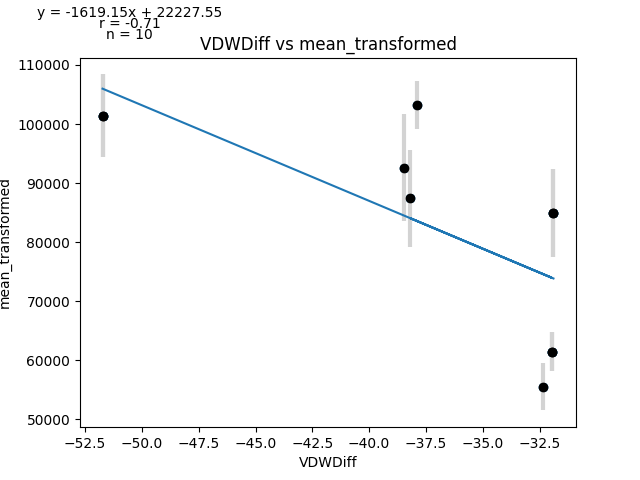 y = -1619.15x + 22227.55
r = -0.71
n = 10
VDWDiff vs mean_transformed
110000
100000
90000
80000
70000
60000
50000
mean_transformed
−52.5 −50.0 −47.5 −45.0 −42.5 −40.0 −37.5 −35.0 −32.5
VDWDiff